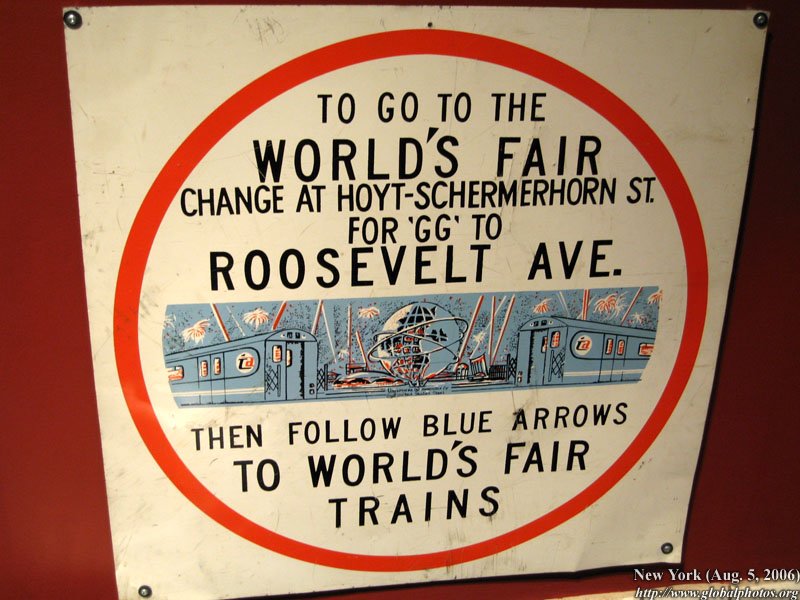 TO GO TO THE
WORLD'S FAIR
CHANGE AT HOYT-SCHERMERHORN ST.
FOR 'GG' TO
ROOSEVELT AVE.
THEN FOLLOW BLUE ARROWS
TO WORLD'S FAIR
TRAINS
New York (Aug. 5, 2006)
http://www.globalphotos.org